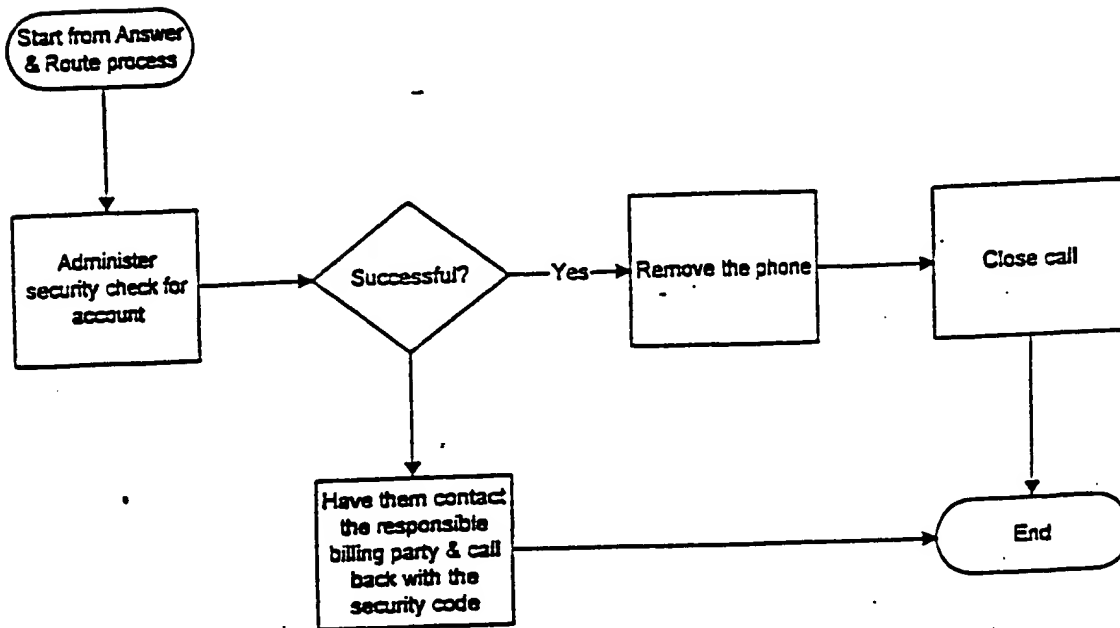 Start from Answer
& Route process
Administer
security check for
account
Successful?
Yes
Remove the phone
Close call
Have them contact
the responsible
billing party & call
back with the
security code
End